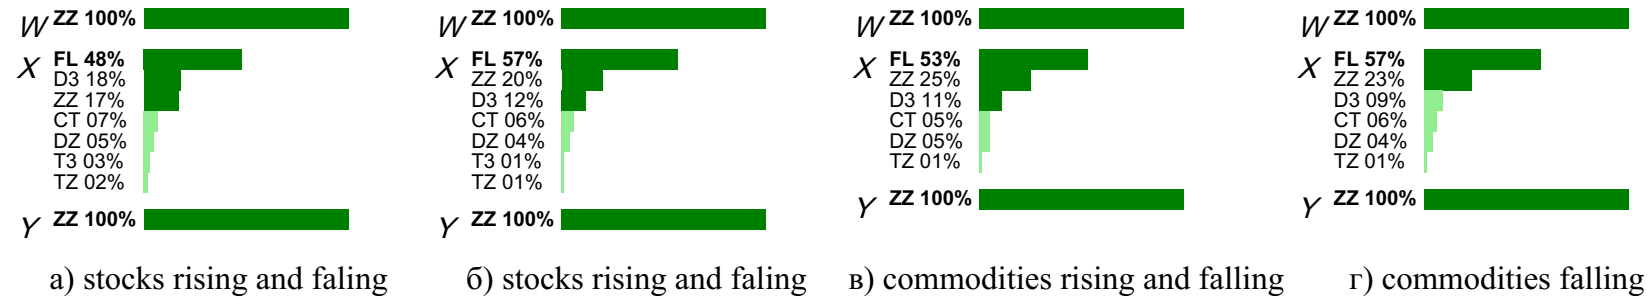 W ZZ 100%
X FL 48%
D3 18%
ZZ 17%
CT 07%
DZ 05%
T3 03%
TZ 02%
Y ZZ 100%
а) stocks rising and faling
W ZZ 100%
X FL 57%
ZZ 20%
D3 12%
CT 06%
DZ 04%
T3 01%
TZ 01%
Y ZZ 100%
б) stocks rising and faling
W ZZ 100%
X FL 53%
ZZ 25%
D3 11%
CT 05%
DZ 05%
TZ 01%
Y ZZ 100%
в) commodities rising and falling
W ZZ 100%
X FL 57%
ZZ 23%
D3 09%
CT 06%
DZ 04%
TZ 01%
Y ZZ 100%
г) commodities falling